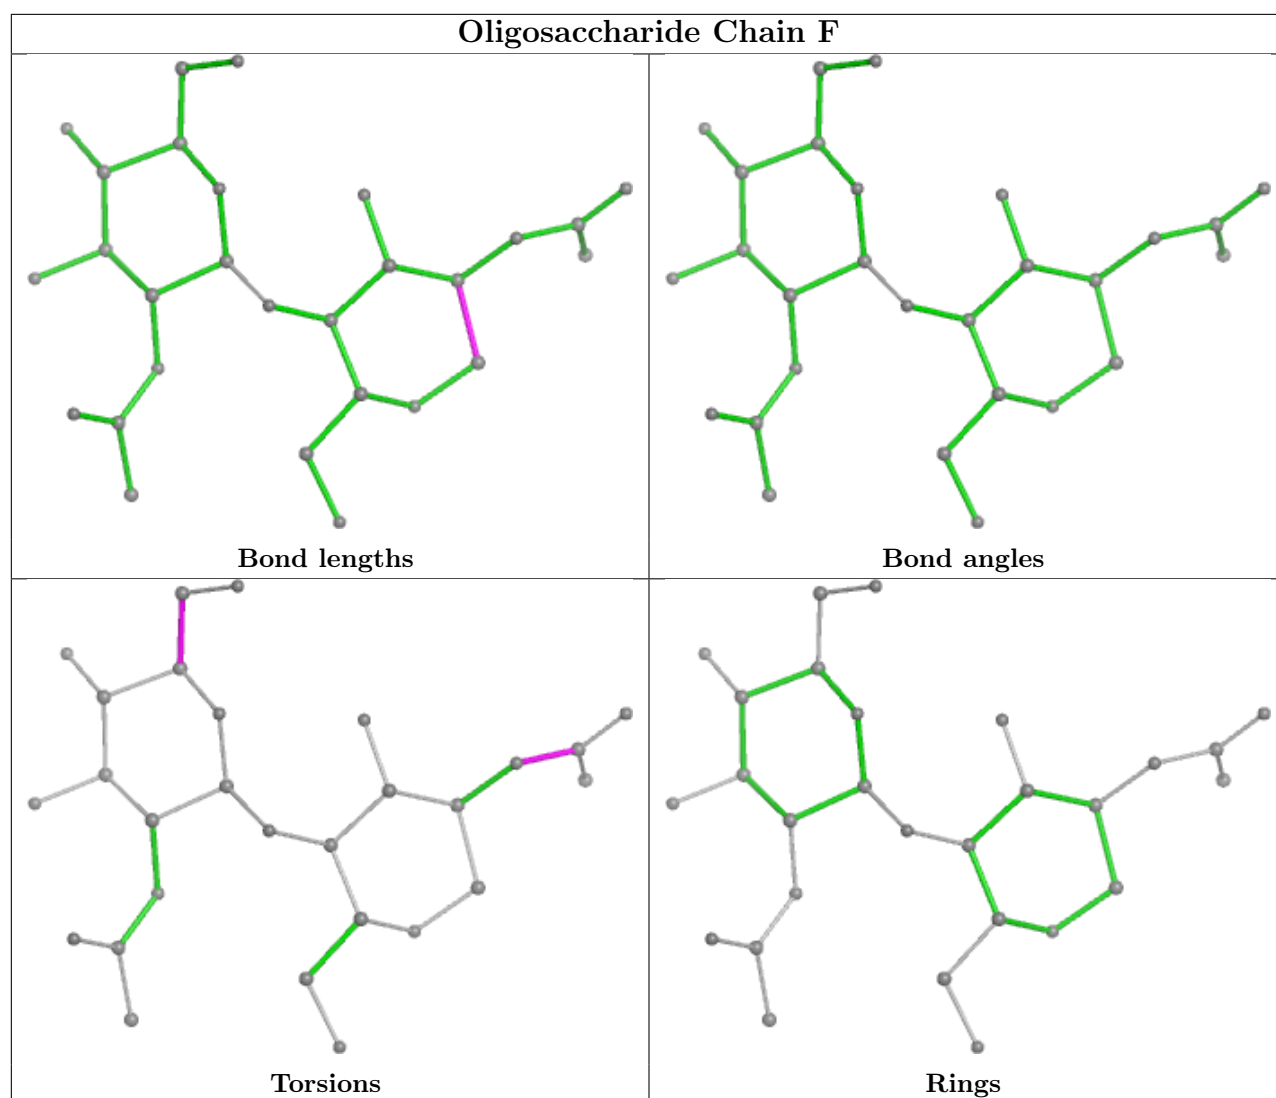 Oligosaccharide Chain F
Bond lengths
Bond angles
Torsions
Rings